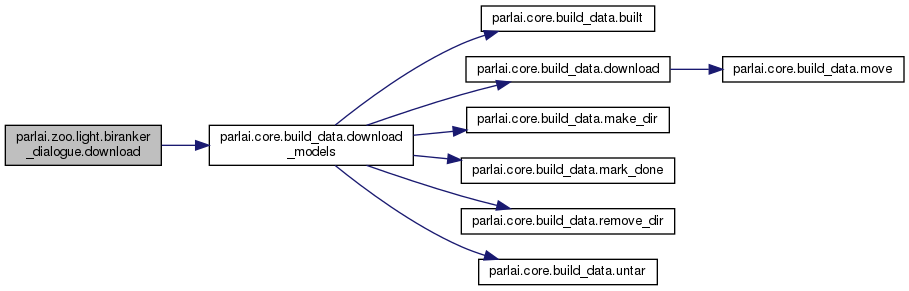 parlai.zoo.light.biranker
_dialogue.download
parlai.core.build_data.download
_models
parlai.core.build_data.built
parlai.core.build_data.download
parlai.core.build_data.move
parlai.core.build_data.make_dir
parlai.core.build_data.mark_done
parlai.core.build_data.remove_dir
parlai.core.build_data.untar